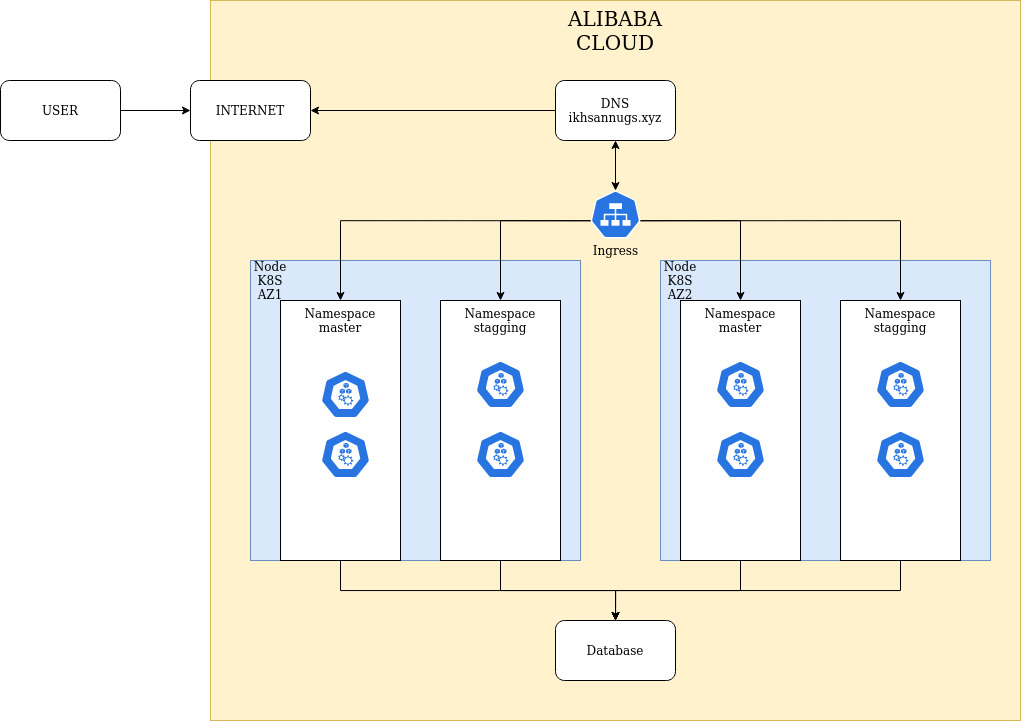 ALIBABA
CLOUD
USER
INTERNET
DNS
ikhsannugs.xyz
Ingress
Node
K8S
AZ1
Node
K8S
AZ2
Namespace
master
Namespace
stagging
Namespace
master
Namespace
stagging
Database